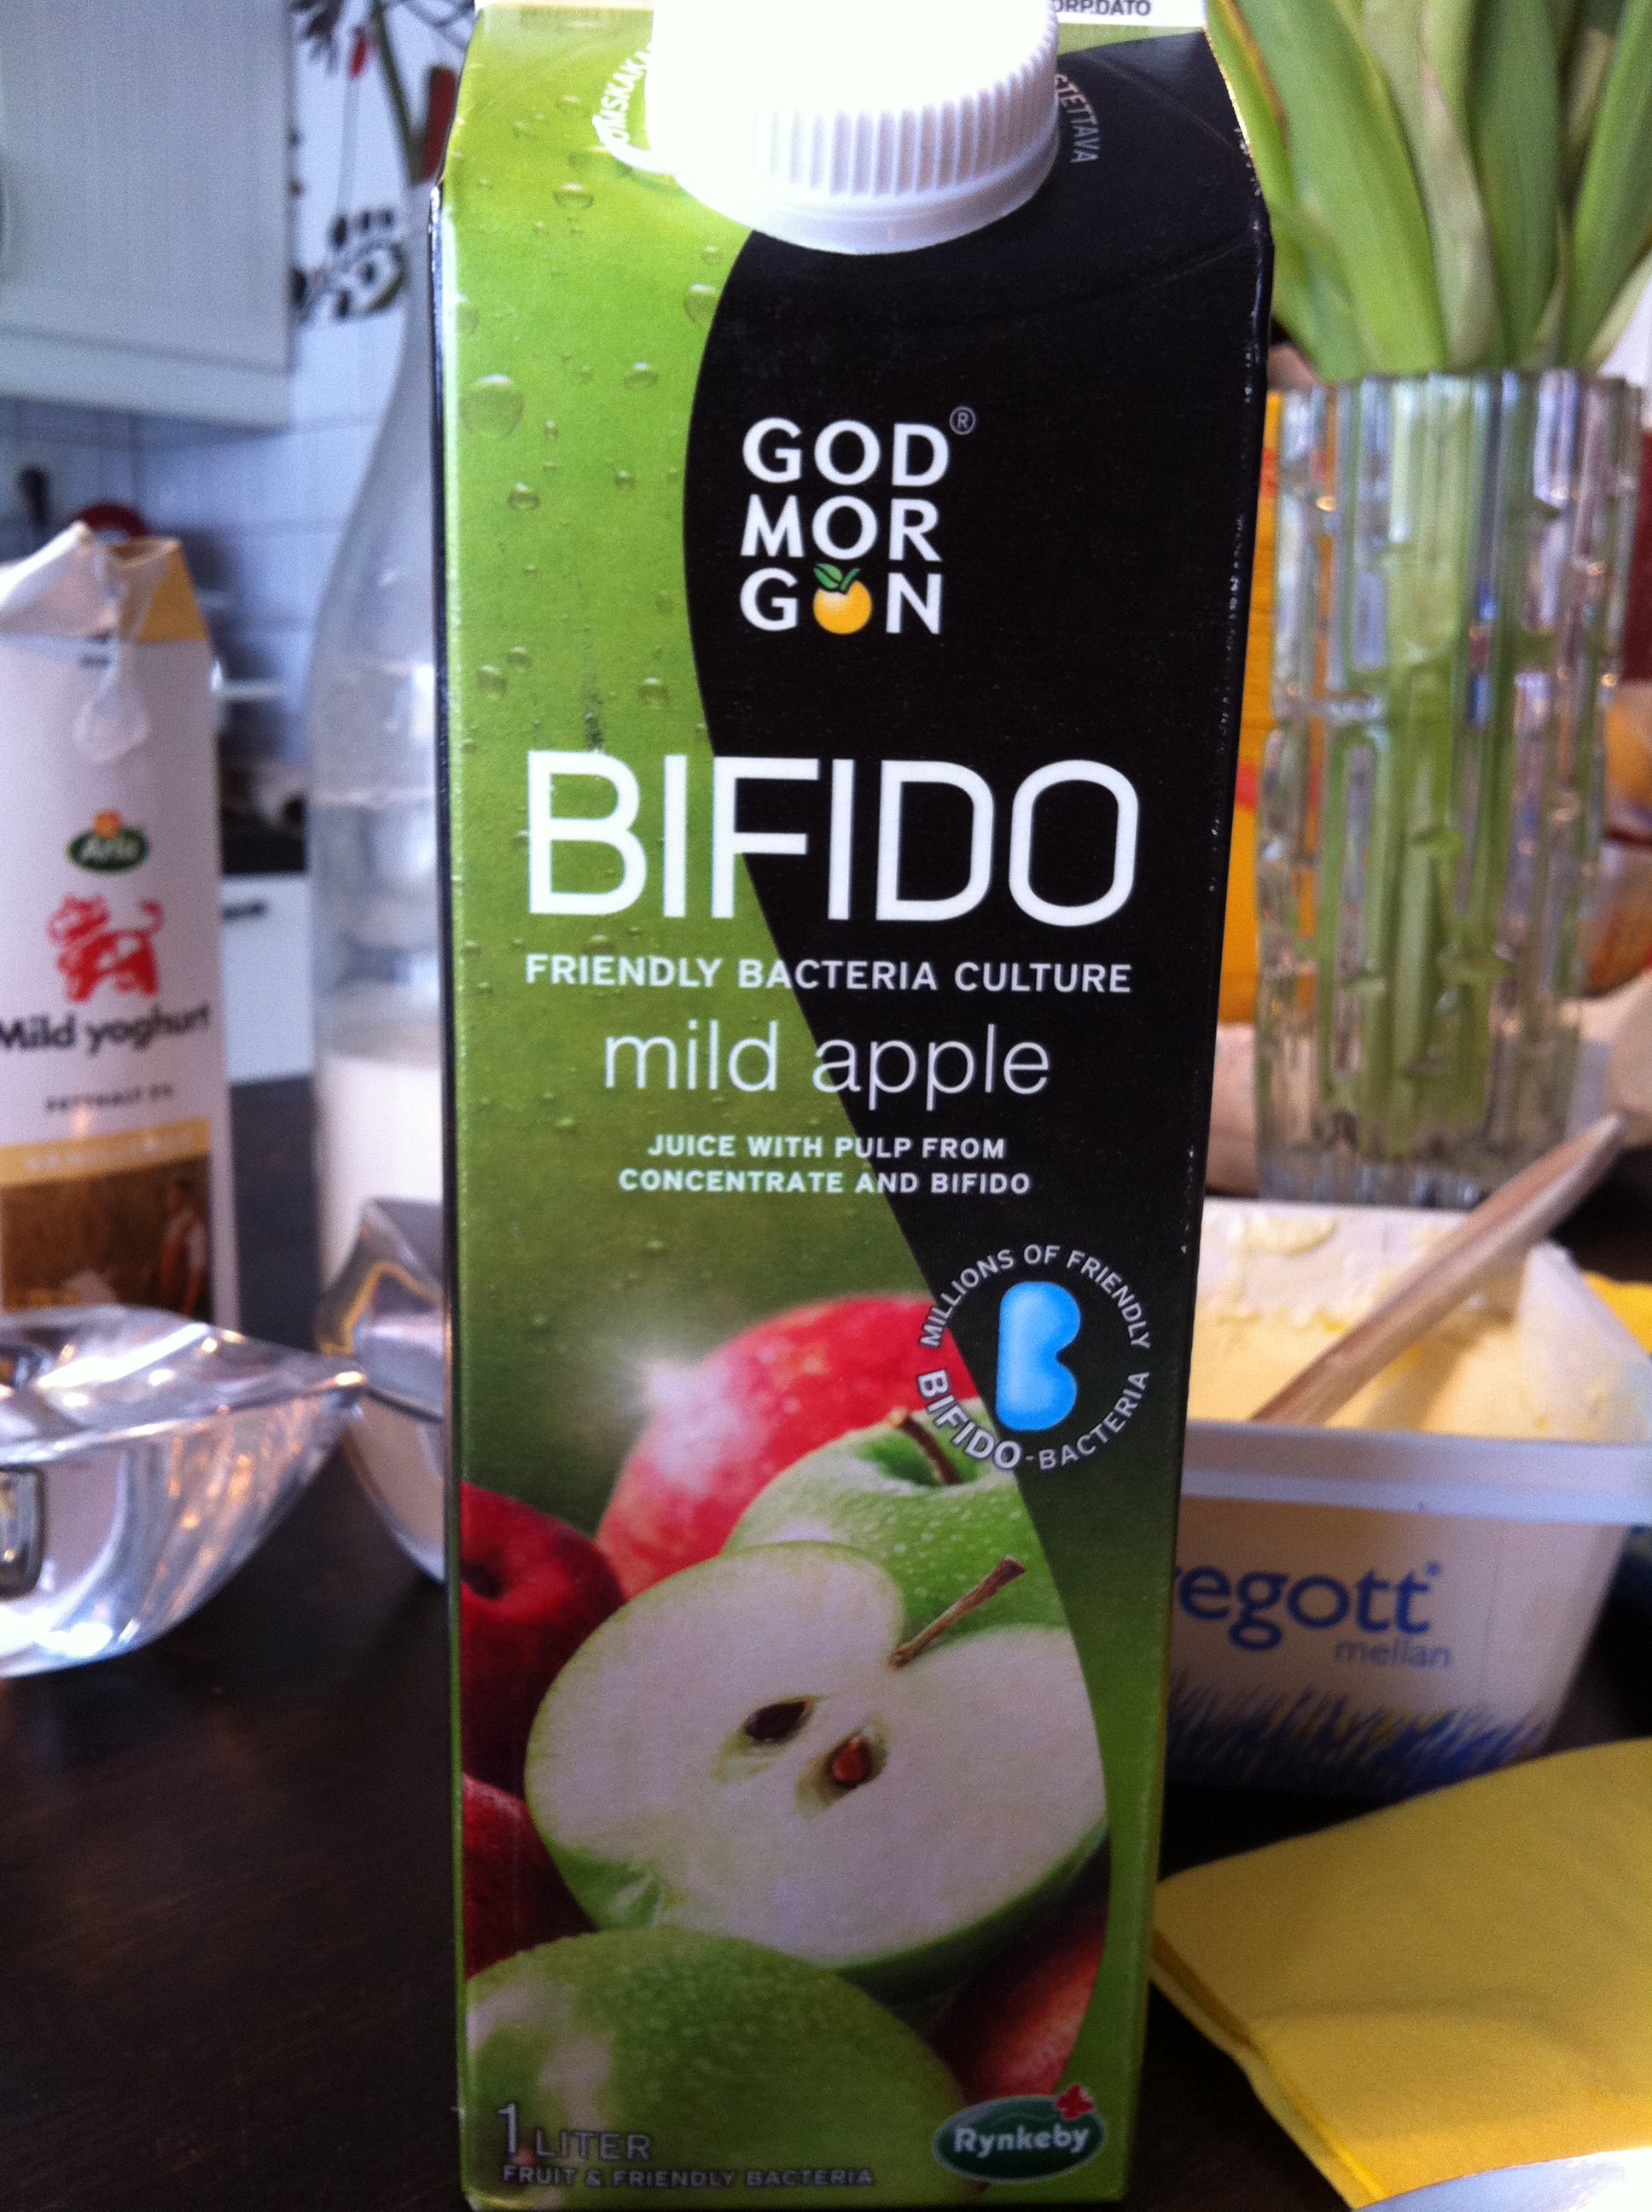 GOD®
MOR
GON
BIFIDO
FRIENDLY BACTERIA CULTURE
mild apple
JUICE WITH PULP FROM
CONCENTRATE AND BIFIDO
MILLIONS OF FRIENDLY
BIFIDO-BACTERIA
1 LITER
FRUIT & FRIENDLY BACTERIA
Rynkeby
Arla
Mild yoghurt
egott®
mellan